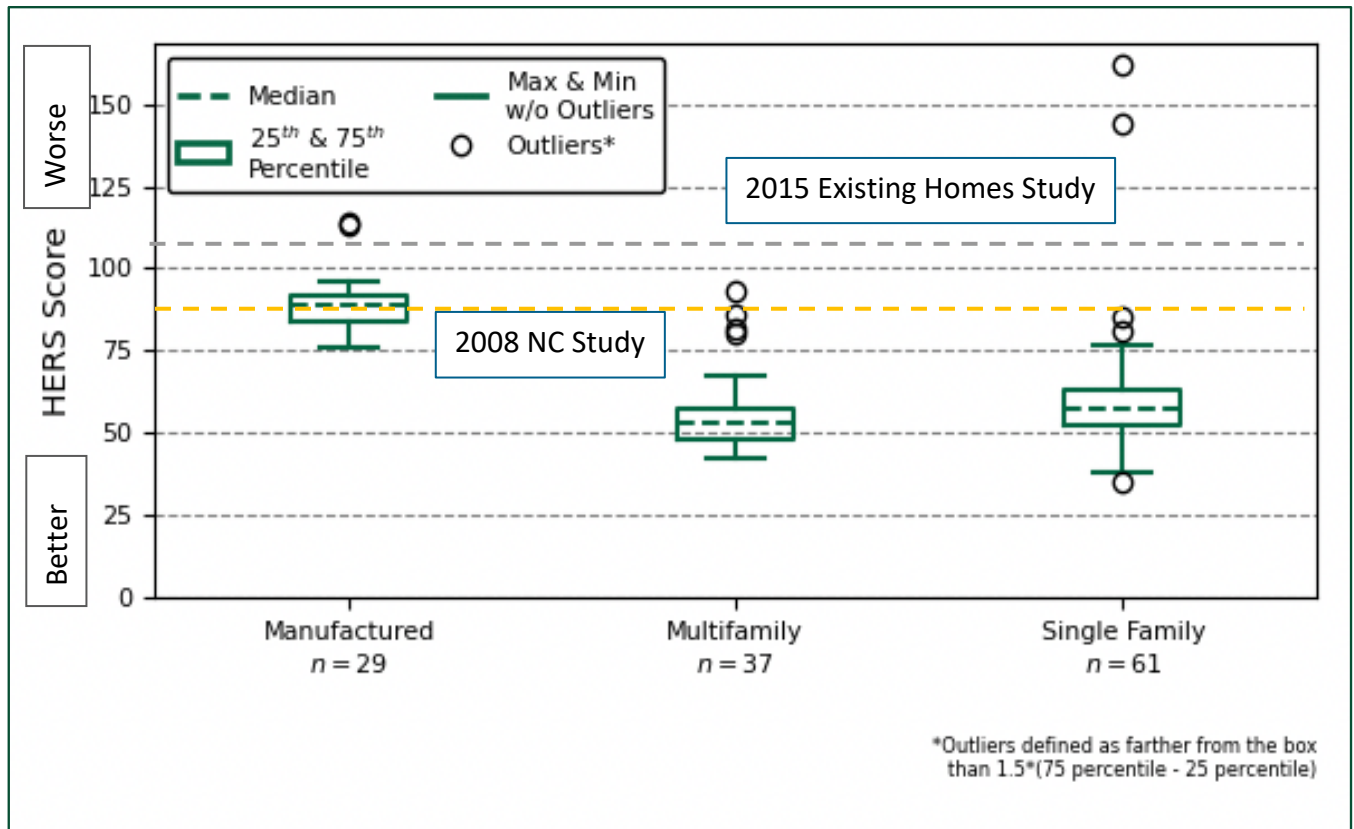 Worse
Better
HERS Score
150
125
100
75
50
25
0
Median
25th & 75th
Percentile
Max & Min
w/o Outliers
Outliers*
2015 Existing Homes Study
2008 NC Study
Manufactured
n = 29
Multifamily
n = 37
Single Family
n = 61
*Outliers defined as farther from the box
than 1.5*(75 percentile - 25 percentile)